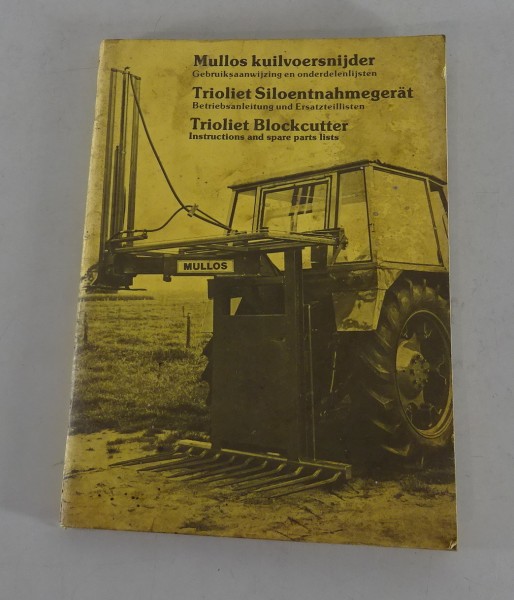 Mullos kuilvoersnijder
Gebruiksaanwijzing en onderdelenlijsten
Trioliet Siloentnahmegerät
Betriebsanleitung und Ersatzteillisten
Trioliet Blockcutter
Instructions and spare parts lists
MULLOS